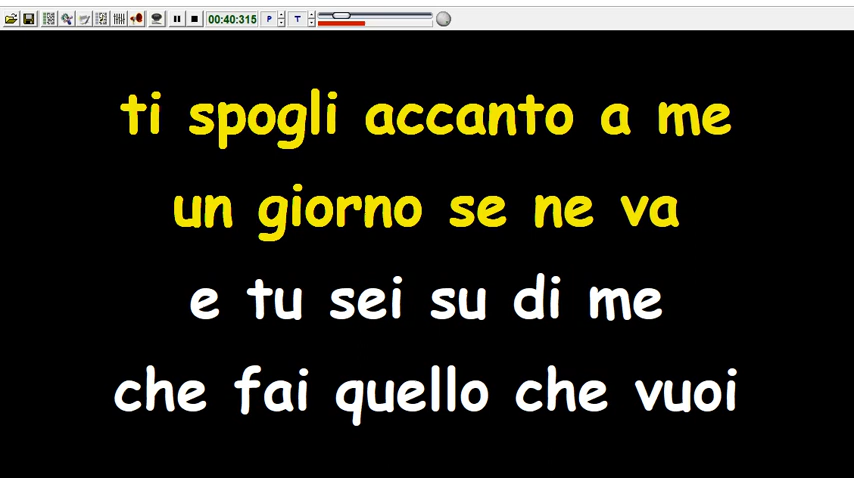 00:40:315 P T
ti spogli accanto a me
un giorno se ne va
e tu sei su di me
che fai quello che vuoi